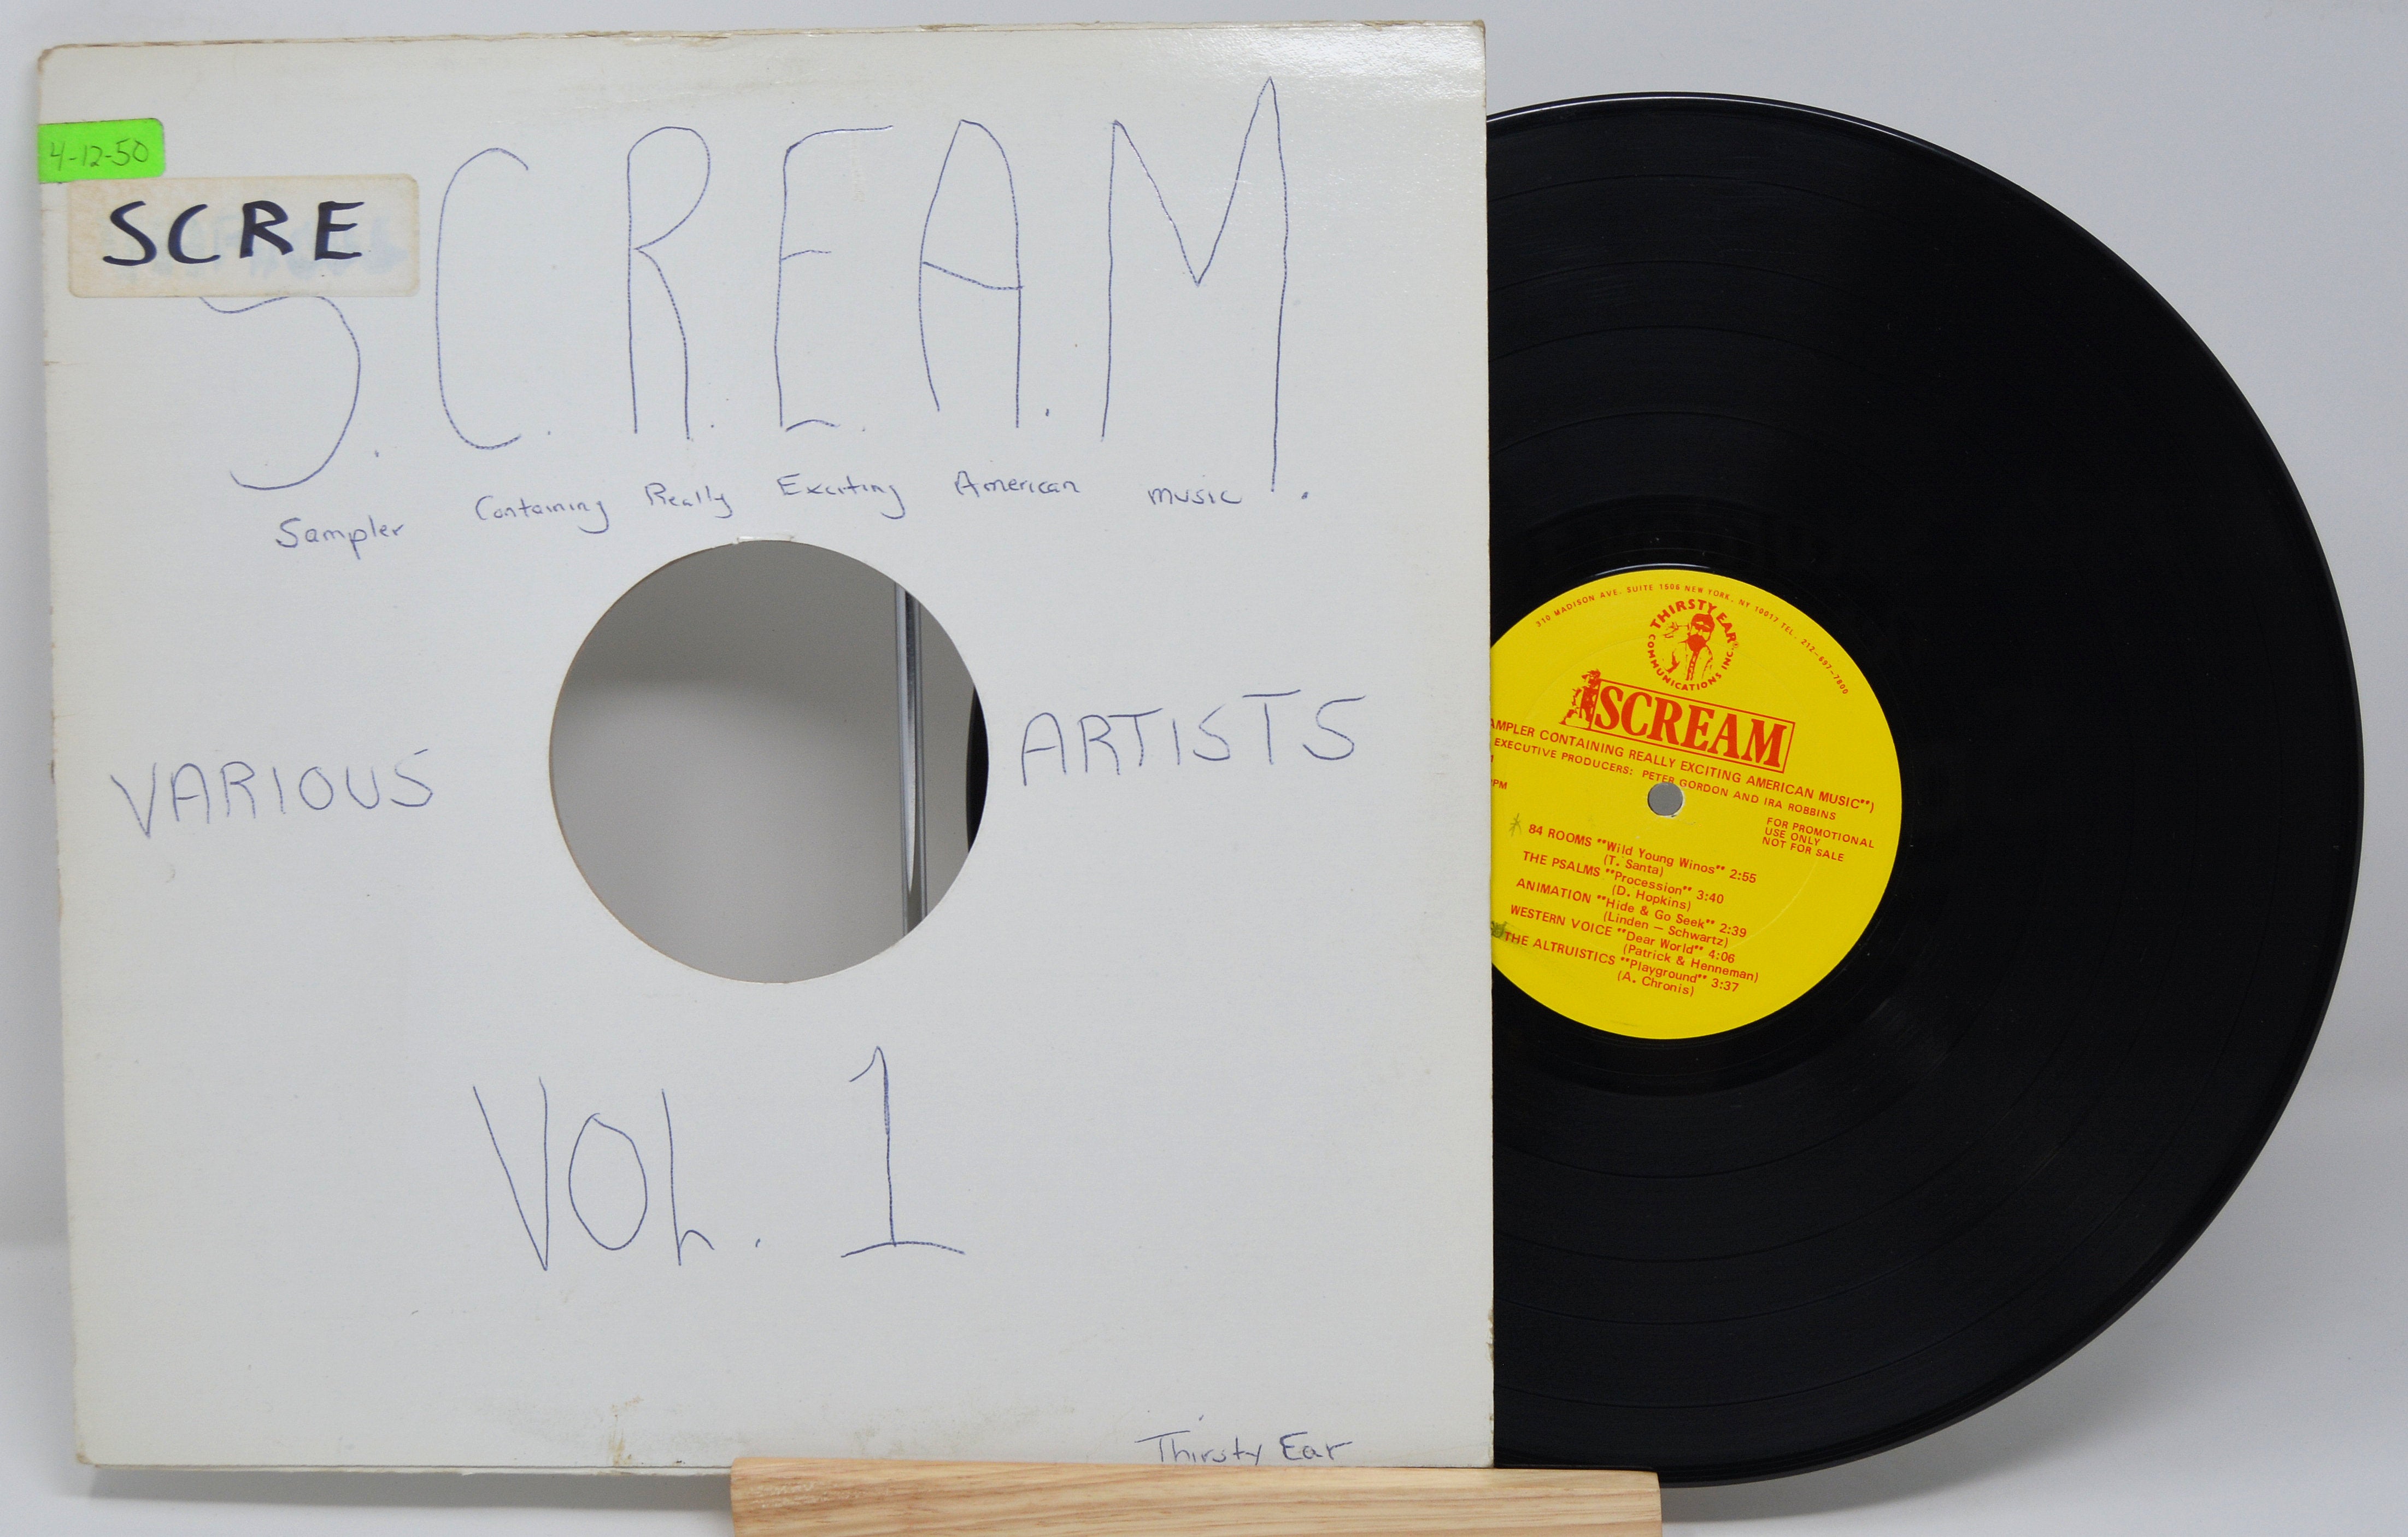 4-12-50
SCRE
S.C.R.E.A.M.
Sampler Containing Really Exciting American music
VARIOUS ARTISTS
VOL. 1
Thirsty Ear
310 MADISON AVE. SUITE 1506 NEW YORK, NY 10017 TEL. 212-697-7800
THIRSTY EAR
COMMUNICATIONS INC.
SCREAM
AMPLER CONTAINING REALLY EXCITING AMERICAN MUSIC")
EXECUTIVE PRODUCERS: PETER GORDON AND IRA ROBBINS
PM
FOR PROMOTIONAL
USE ONLY
NOT FOR SALE
84 ROOMS "Wild Young Winos" 2:55
(T. Santa)
THE PSALMS "Procession" 3:40
(D. Hopkins)
ANIMATION "Hide & Go Seek" 2:39
(Linden – Schwartz)
WESTERN VOICE "Dear World" 4:06
(Patrick & Henneman)
THE ALTRUISTICS "Playground" 3:37
(A. Chronis)